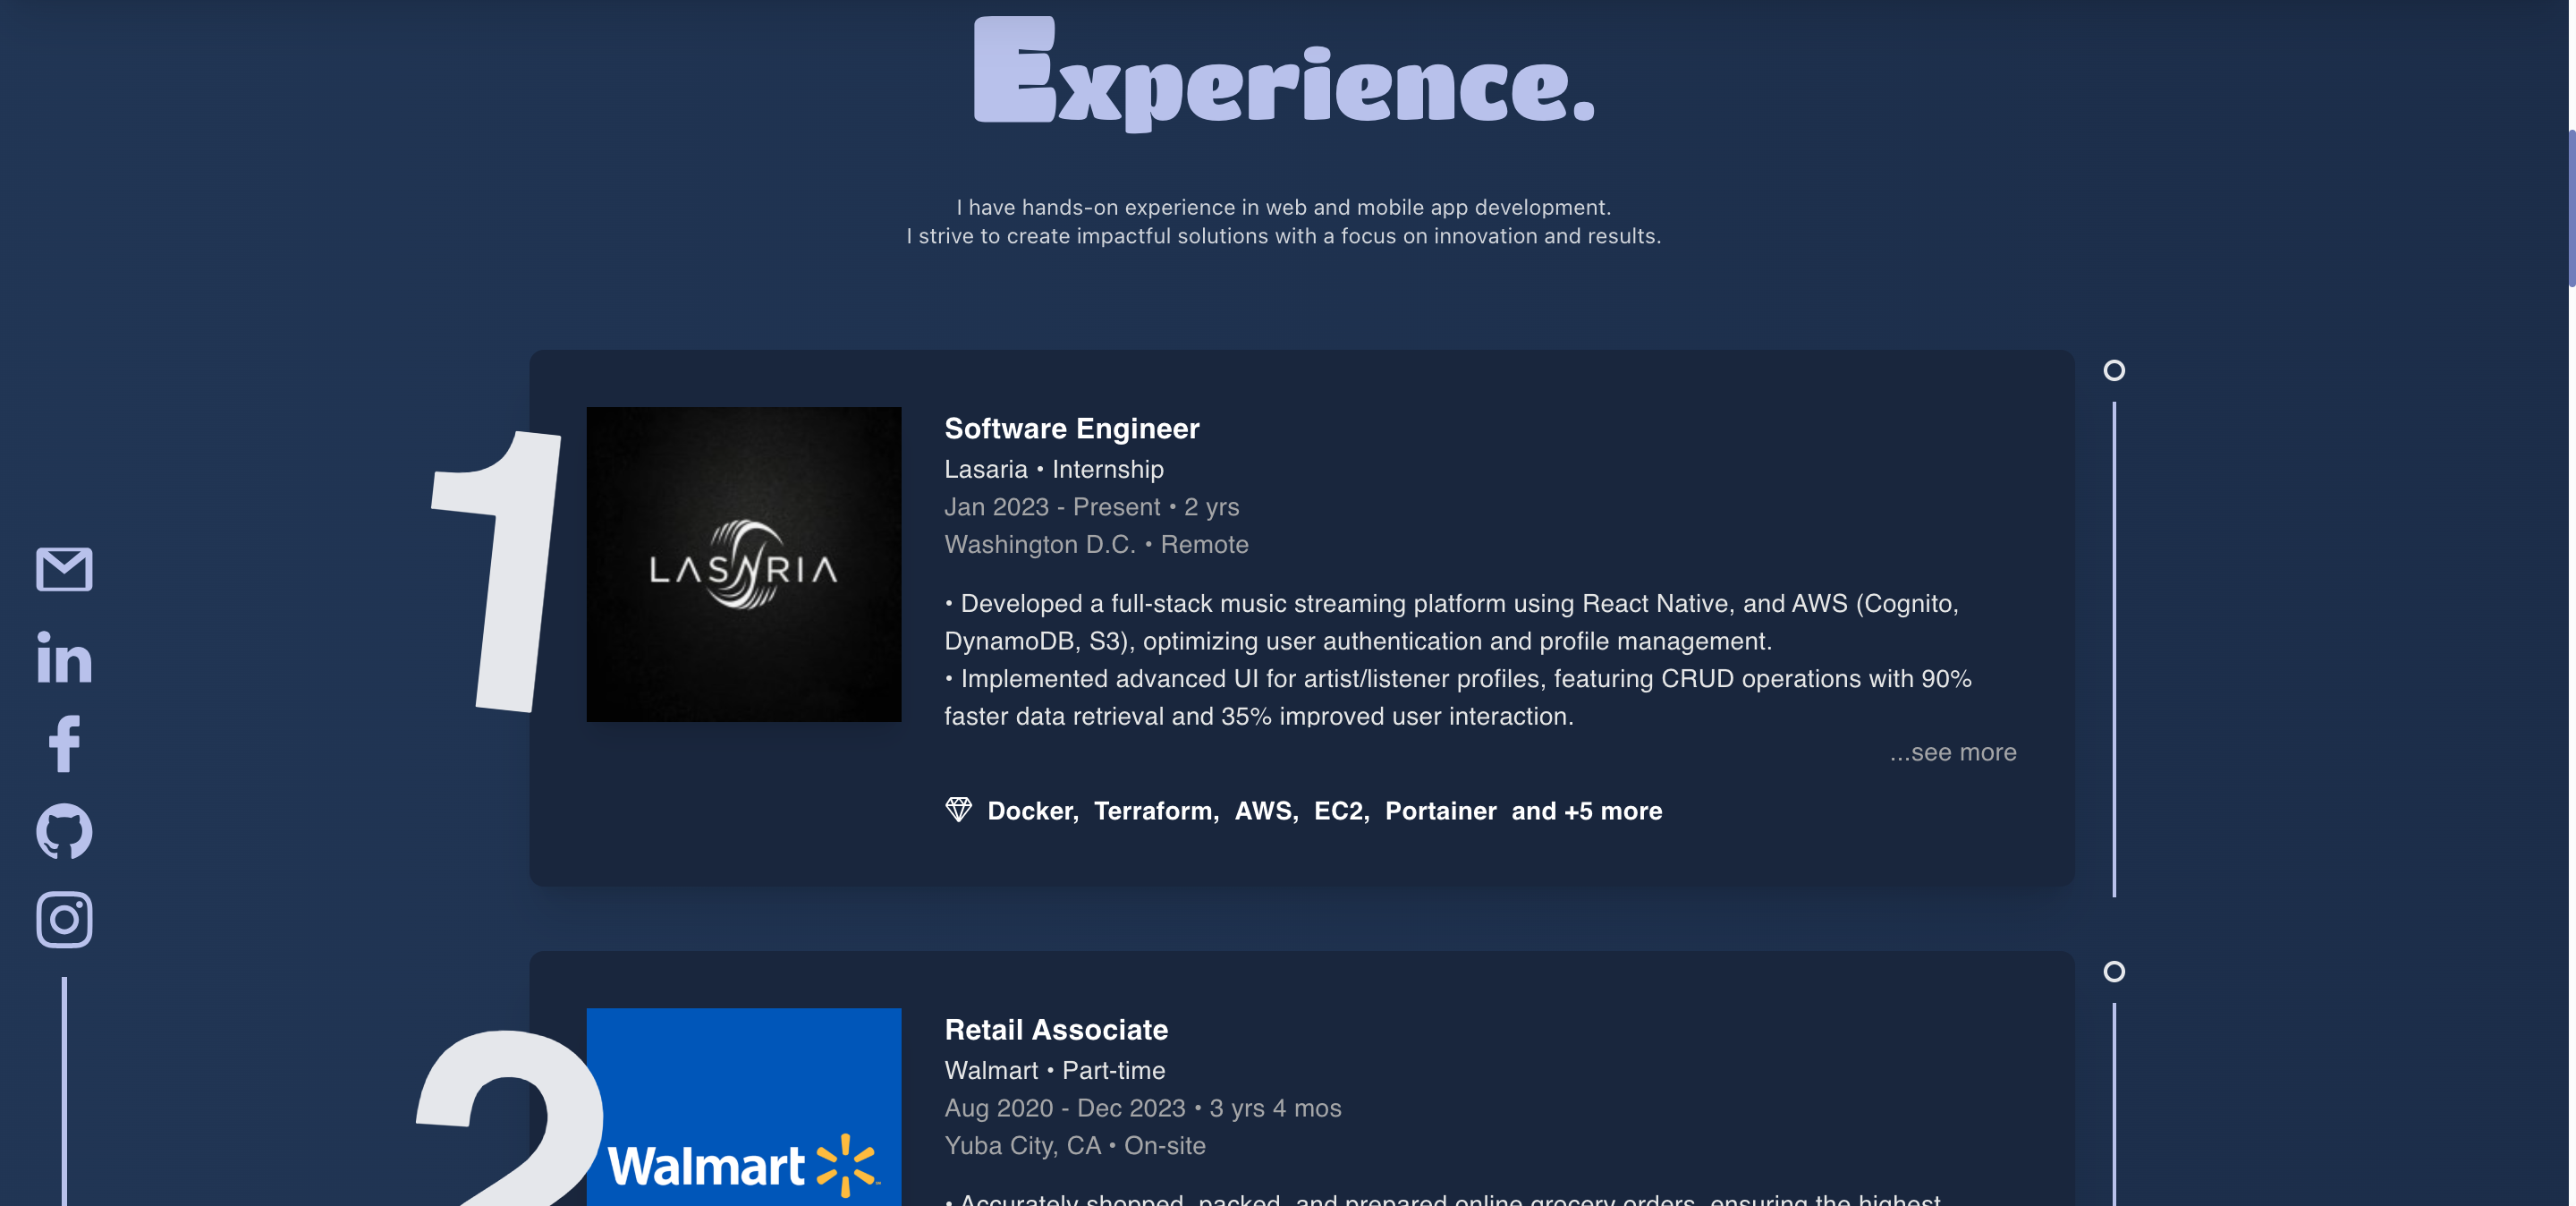 Experience.
I have hands-on experience in web and mobile app development.
I strive to create impactful solutions with a focus on innovation and results.
1
LASARIA
Software Engineer
Lasaria • Internship
Jan 2023 - Present • 2 yrs
Washington D.C. • Remote
• Developed a full-stack music streaming platform using React Native, and AWS (Cognito,
DynamoDB, S3), optimizing user authentication and profile management.
• Implemented advanced UI for artist/listener profiles, featuring CRUD operations with 90%
faster data retrieval and 35% improved user interaction.
...see more
Docker, Terraform, AWS, EC2, Portainer and +5 more
2
Walmart
Retail Associate
Walmart • Part-time
Aug 2020 - Dec 2023 • 3 yrs 4 mos
Yuba City, CA • On-site
• Accurately shopped, packed, and prepared online grocery orders, ensuring the highest
in
f